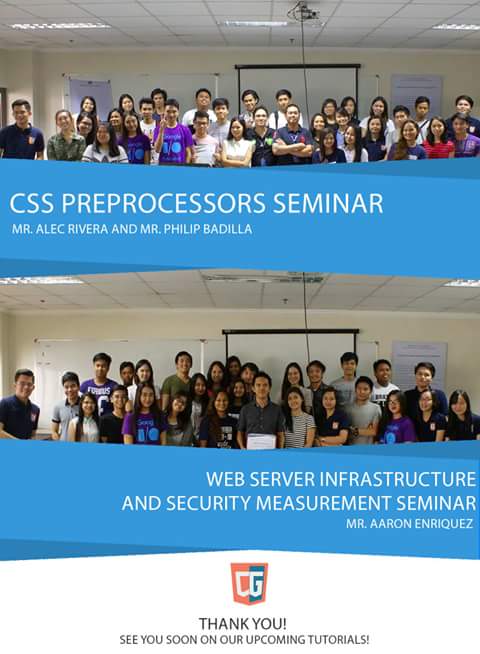 CSS PREPROCESSORS SEMINAR
MR. ALEC RIVERA AND MR. PHILIP BADILLA
WEB SERVER INFRASTRUCTURE
AND SECURITY MEASUREMENT SEMINAR
MR. AARON ENRIQUEZ
CG
THANK YOU!
SEE YOU SOON ON OUR UPCOMING TUTORIALS!